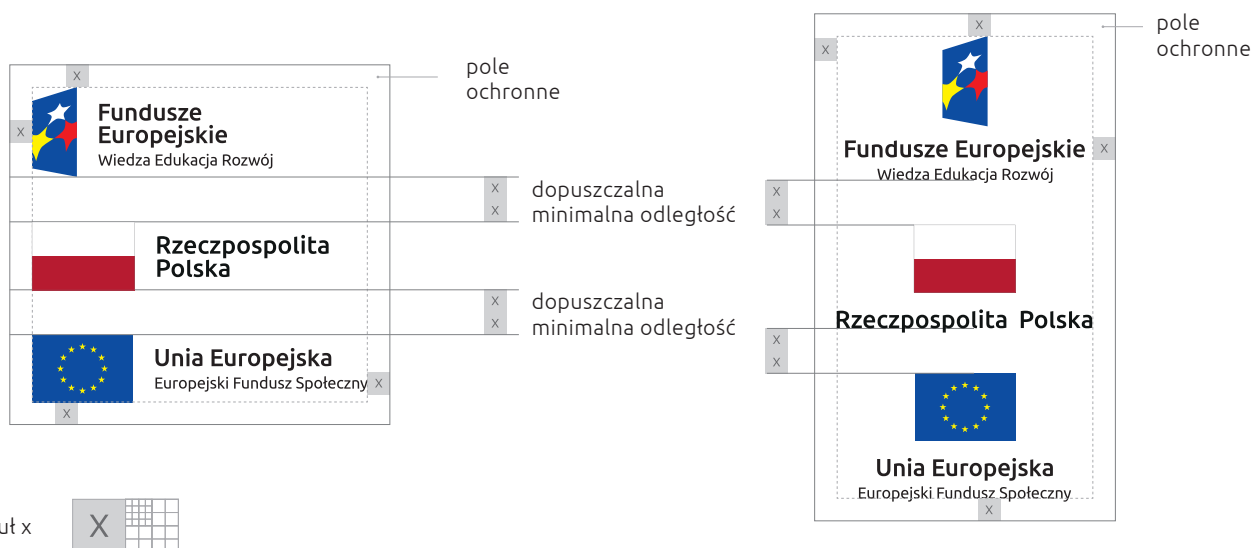 pole
ochronne
x
x
Fundusze
Europejskie
Wiedza Edukacja Rozwój
x
x
dopuszczalna
minimalna odległość
Rzeczpospolita
Polska
x
x
dopuszczalna
minimalna odległość
Unia Europejska
Europejski Fundusz Społeczny
x
x
x
pole
ochronne
x
x
Fundusze Europejskie
x
Wiedza Edukacja Rozwój
x
x
Rzeczpospolita Polska
x
x
Unia Europejska
Europejski Fundusz Społeczny
x
x
X